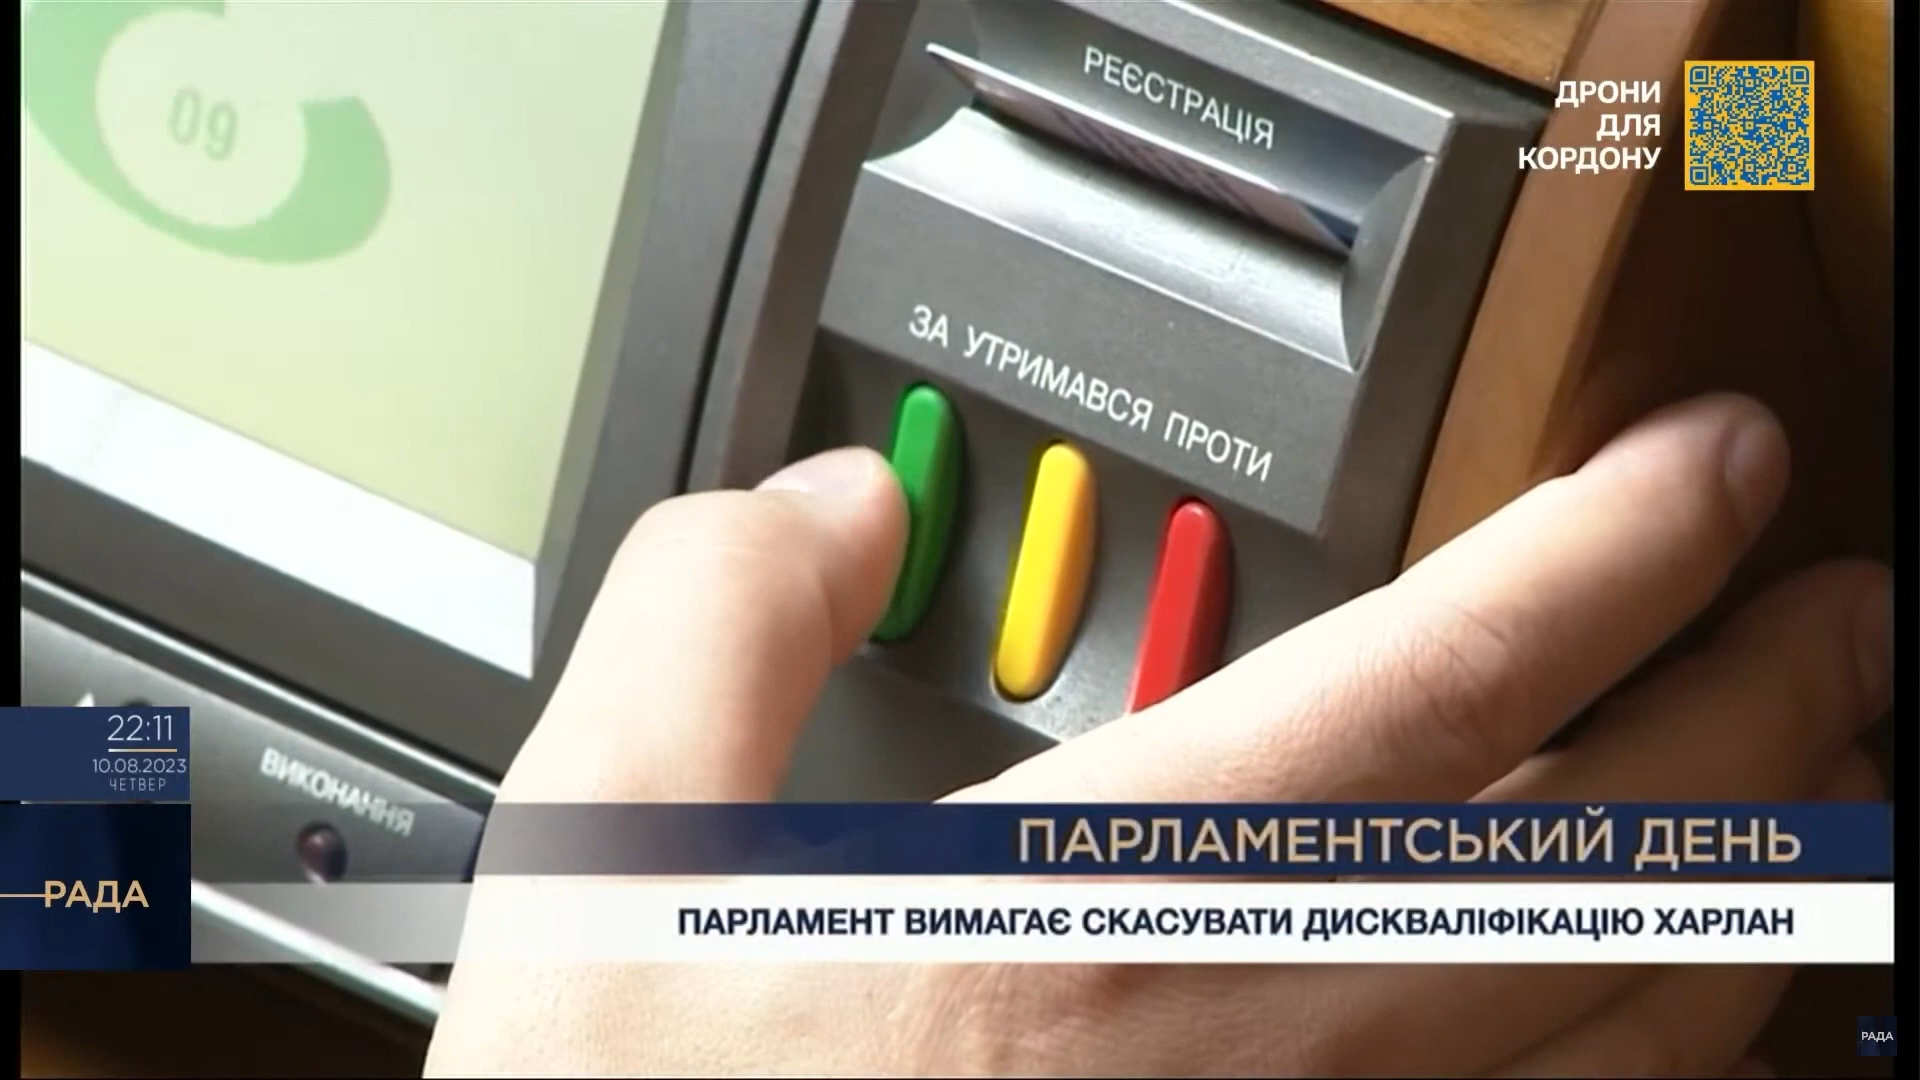 09
РЕЄСТРАЦІЯ
ДРОНИ
ДЛЯ
КОРДОНУ
ЗА УТРИМАВСЯ ПРОТИ
22:11
10.08.2023
ЧЕТВЕР
ВИКОНАННЯ
ПАРЛАМЕНТСЬКИЙ ДЕНЬ
РАДА
ПАРЛАМЕНТ ВИМАГАЄ СКАСУВАТИ ДИСКВАЛІФІКАЦІЮ ХАРЛАН
РАДА